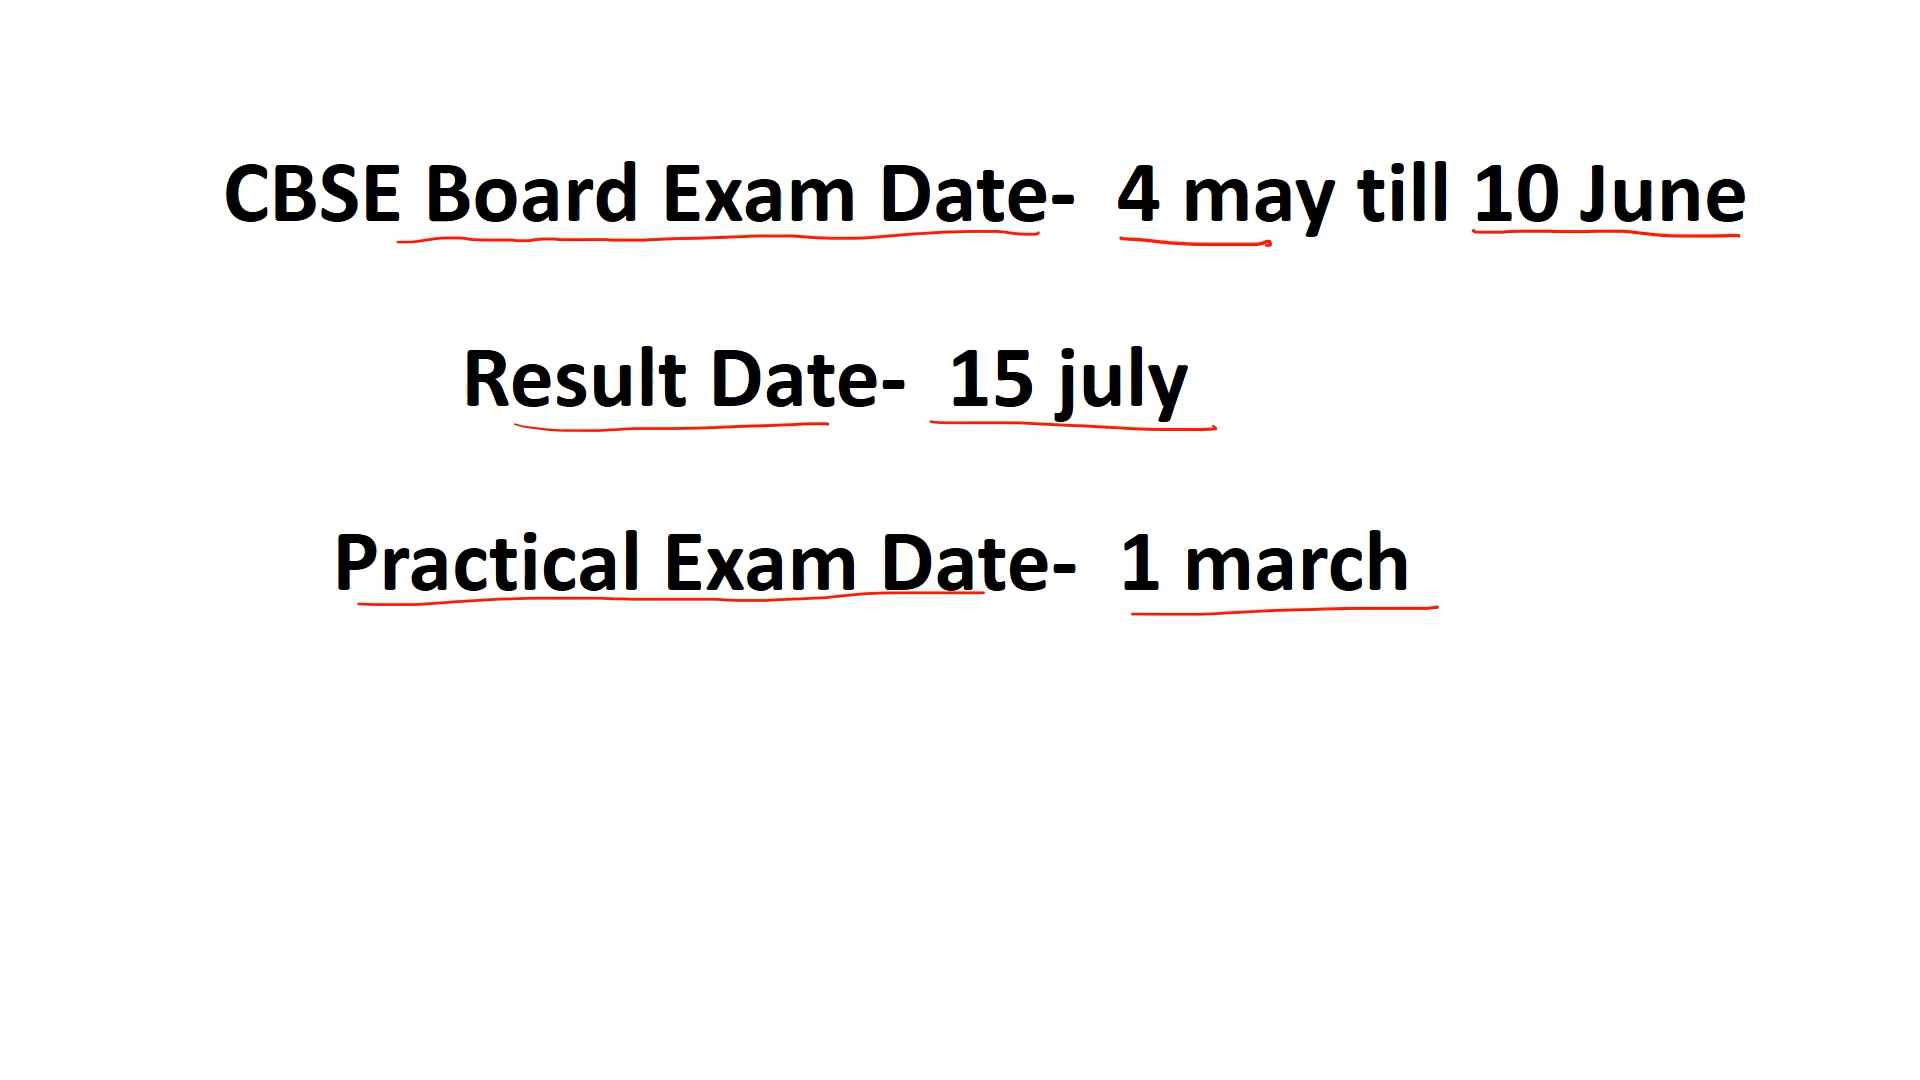 CBSE Board Exam Date-  4 may till 10 June
Result Date-  15 july
Practical Exam Date-  1 march